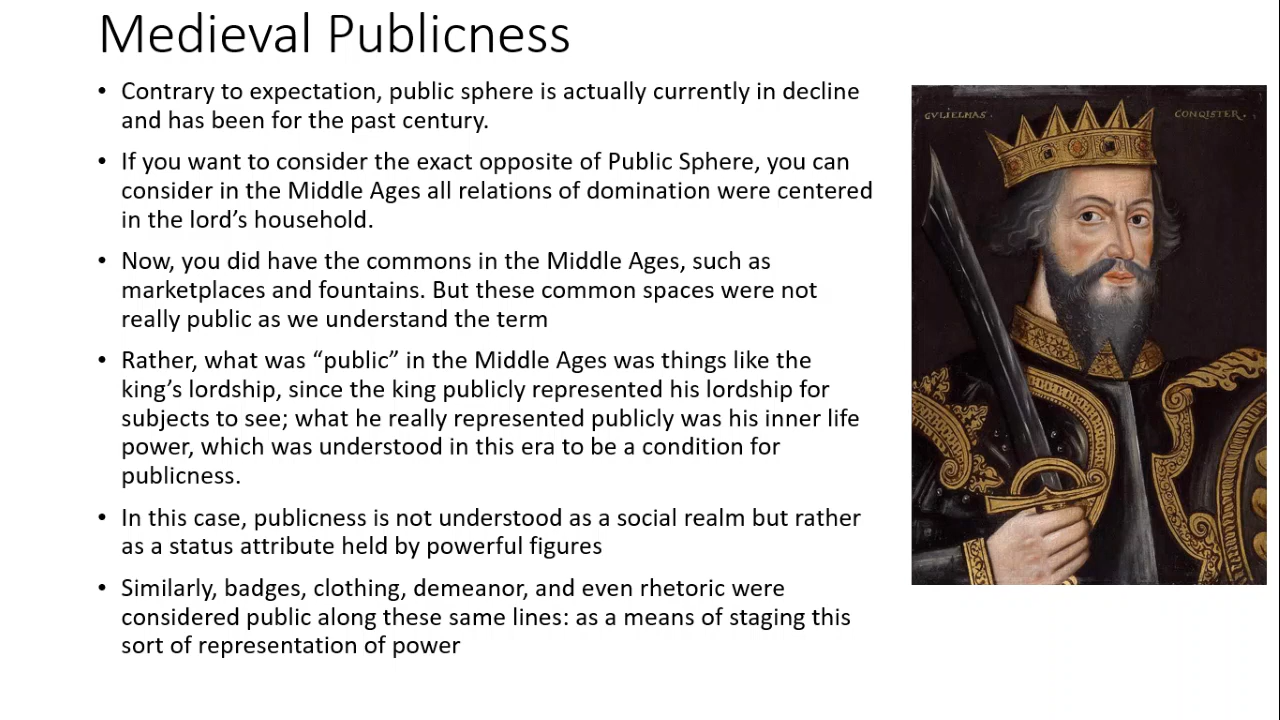 Medieval Publicness
• Contrary to expectation, public sphere is actually currently in decline
and has been for the past century.
• If you want to consider the exact opposite of Public Sphere, you can
consider in the Middle Ages all relations of domination were centered
in the lord’s household.
• Now, you did have the commons in the Middle Ages, such as
marketplaces and fountains. But these common spaces were not
really public as we understand the term
• Rather, what was “public” in the Middle Ages was things like the
king’s lordship, since the king publicly represented his lordship for
subjects to see; what he really represented publicly was his inner life
power, which was understood in this era to be a condition for
publicness.
• In this case, publicness is not understood as a social realm but rather
as a status attribute held by powerful figures
• Similarly, badges, clothing, demeanor, and even rhetoric were
considered public along these same lines: as a means of staging this
sort of representation of power
GVLIELMAS . CONQISTER .